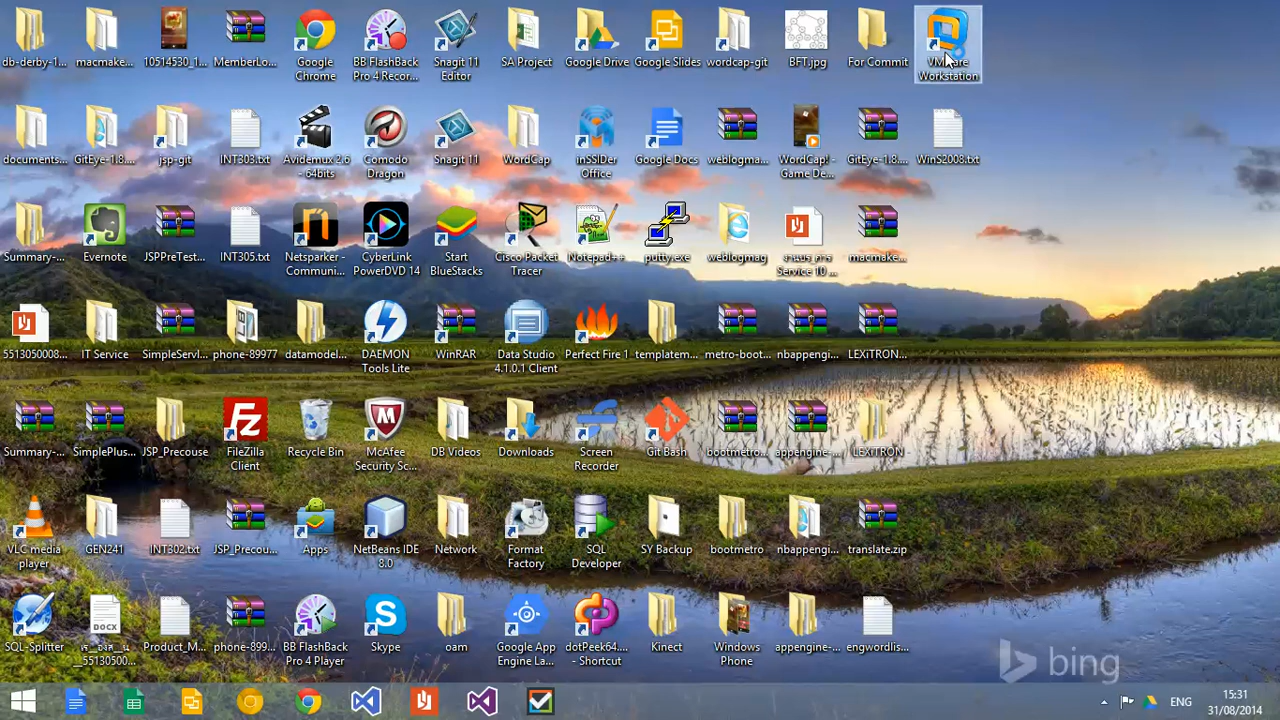 db-derby-1...
macmake...
10514530_1...
MemberLo...
Google
Chrome
BB FlashBack
Pro 4 Recor...
Snagit 11
Editor
SA Project
Google Drive
Google Slides
wordcap-git
BFT.jpg
For Commit
VMware
Workstation
documents...
GitEye-1.8....
jsp-git
INT303.txt
Avidemux 2.6
- 64bits
Comodo
Dragon
Snagit 11
WordCap
inSSIDer
Office
Google Docs
weblogma...
WordCap! -
Game De...
GitEye-1.8....
WinS2008.txt
Summary-...
Evernote
JSPPreTest...
INT305.txt
Netsparker -
Communi...
CyberLink
PowerDVD 14
Start
BlueStacks
Cisco Packet
Tracer
Notepad++
putty.exe
weblogmag
Service 10 ...
macmake...
5513050008...
IT Service
SimpleServl...
phone-89977
datamodel...
DAEMON
Tools Lite
WinRAR
Data Studio
4.1.0.1 Client
Perfect Fire 1
templatem...
metro-boot...
nbappengi...
LEXiTRON...
Summary-...
SimplePlus...
JSP_Precouse
FileZilla
Client
Recycle Bin
McAfee
Security Sc...
DB Videos
Downloads
Screen
Recorder
Git Bash
bootmetro...
appengine-...
LEXiTRON -
VLC media
player
GEN241
INT302.txt
JSP_Precou...
Apps
NetBeans IDE
8.0
Network
Format
Factory
SQL
Developer
SY Backup
bootmetro
nbappengi...
translate.zip
SQL-Splitter
DOCX
__55130500...
Product_M...
phone-899...
BB FlashBack
Pro 4 Player
Skype
oam
Google App
Engine La...
dotPeek64....
- Shortcut
Kinect
Windows
Phone
appengine-...
engwordlis...
bing
ENG
15:31
31/08/2014